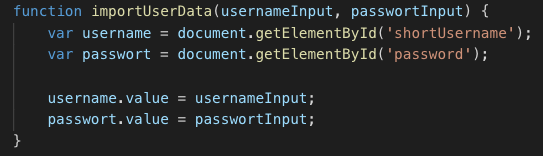 function importUserData(usernameInput, passwortInput) {
    var username = document.getElementById('shortUsername');
    var passwort = document.getElementById('password');

    username.value = usernameInput;
    passwort.value = passwortInput;
}